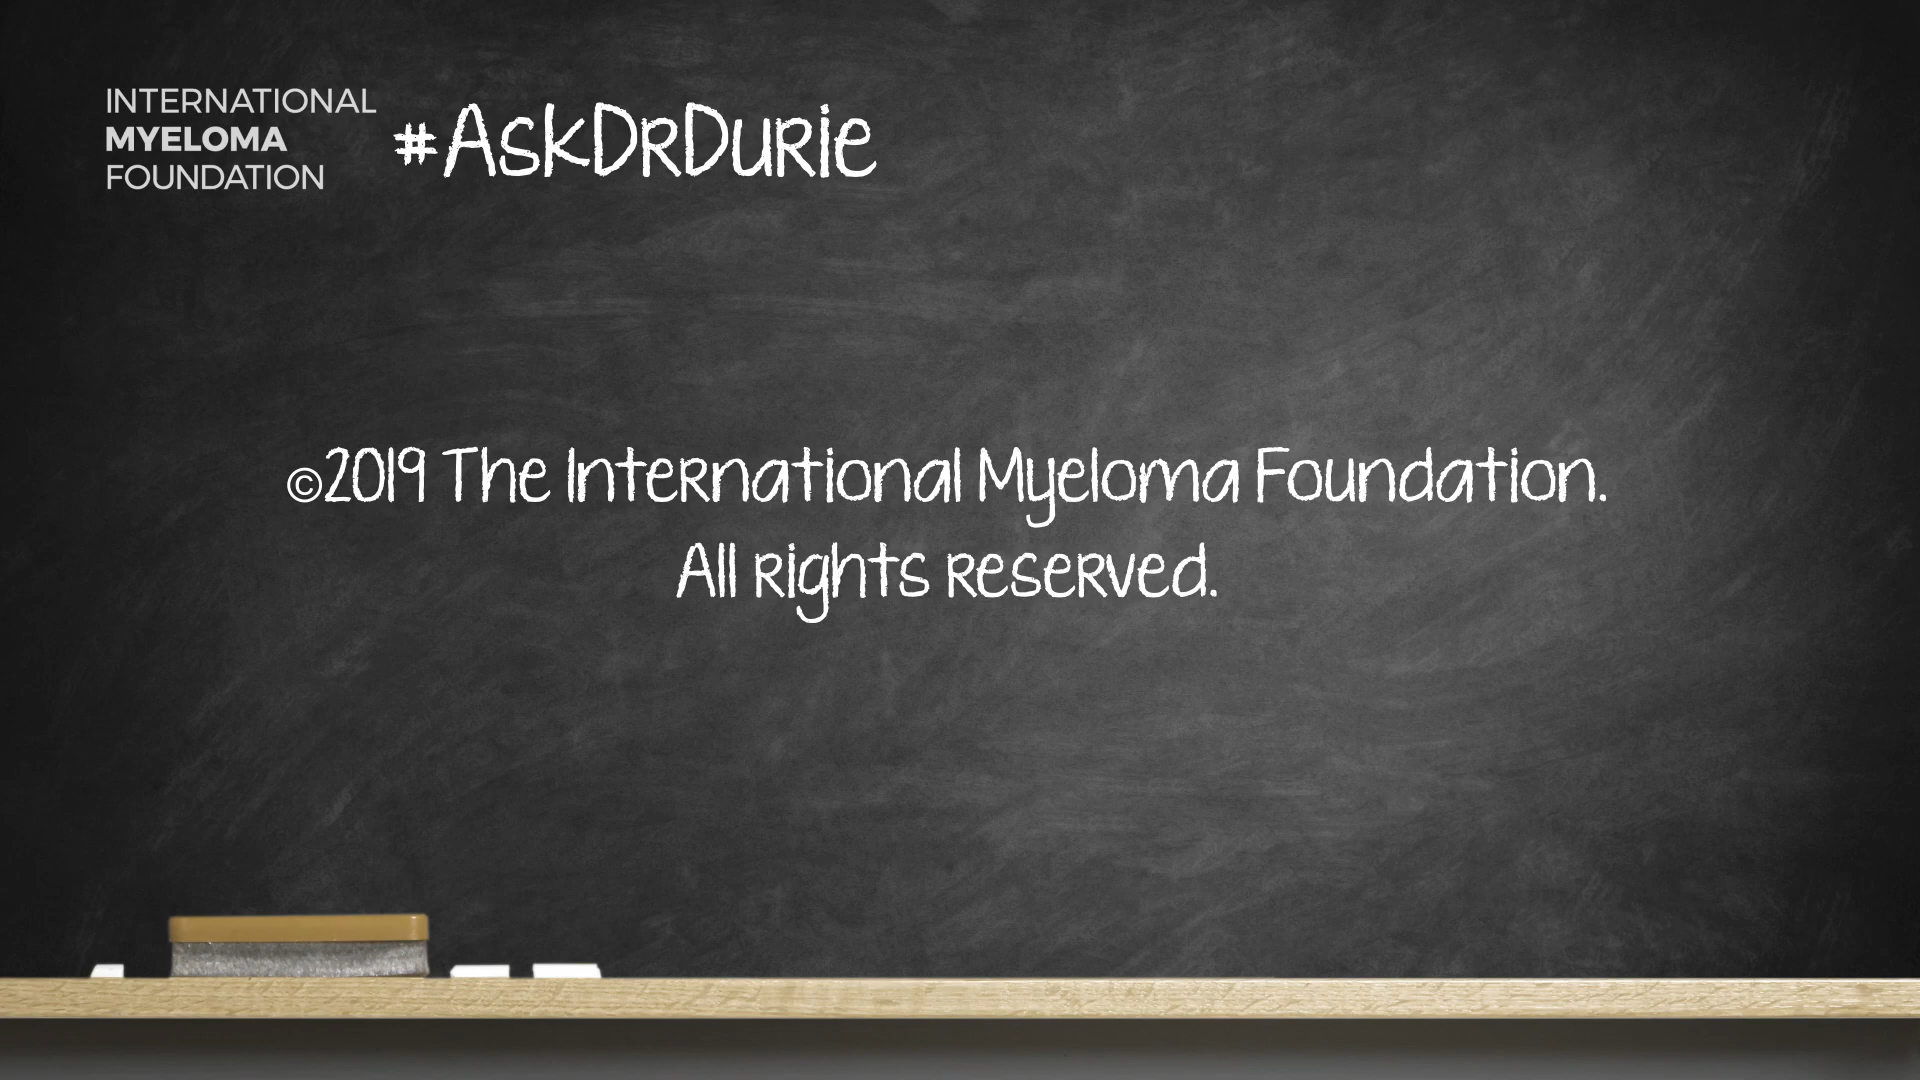 INTERNATIONAL
MYELOMA
FOUNDATION
#AskDrDurie
©2019 The International Myeloma Foundation.
All rights reserved.